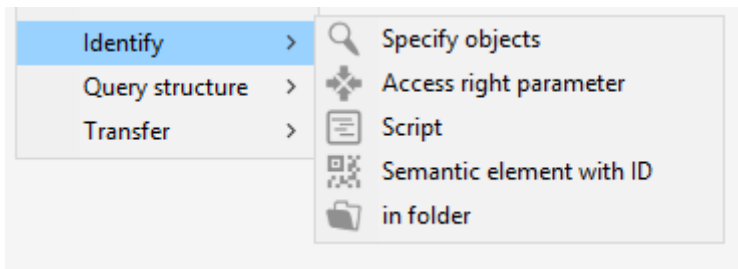 Identify
Query structure
Transfer
Specify objects
Access right parameter
Script
Semantic element with ID
in folder